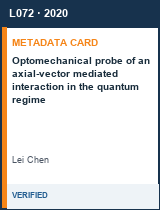 L072 · 2020
METADATA CARD
Optomechanical probe of an
axial-vector mediated
interaction in the quantum
regime
Lei Chen
VERIFIED